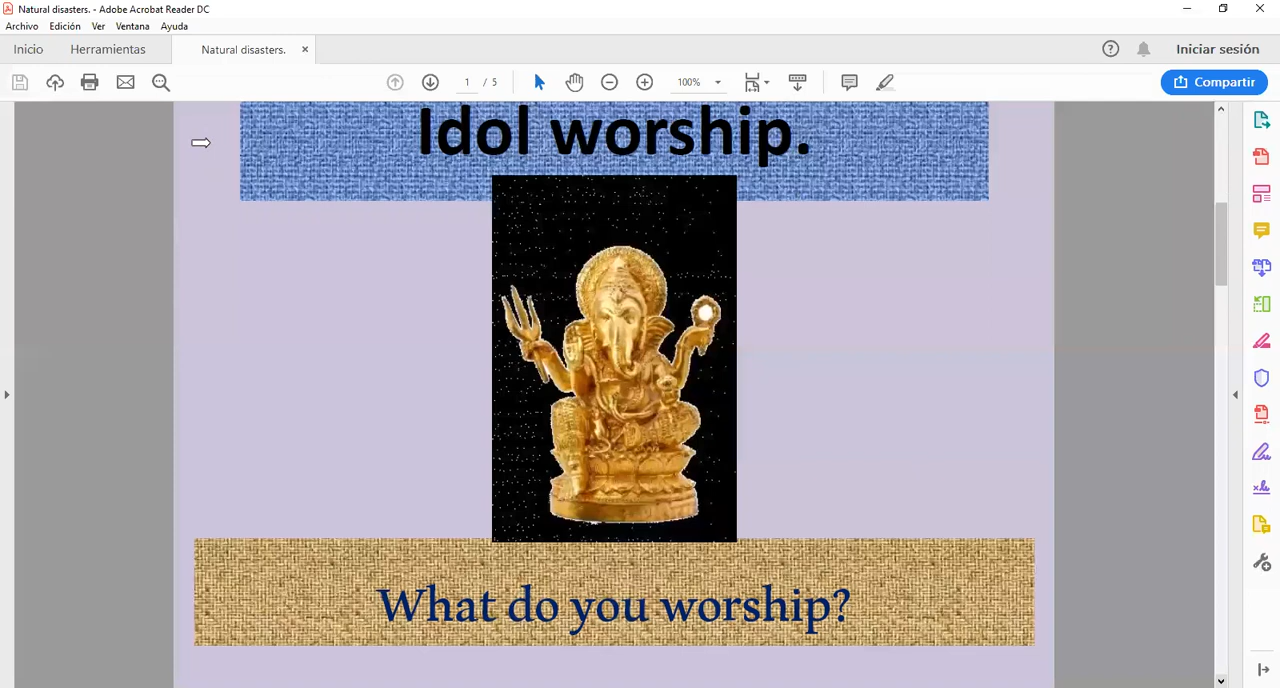 Natural disasters. - Adobe Acrobat Reader DC
Archivo Edición Ver Ventana Ayuda
Inicio Herramientas Natural disasters. × Iniciar sesión
1 / 5 100% Compartir
Idol worship.
What do you worship?